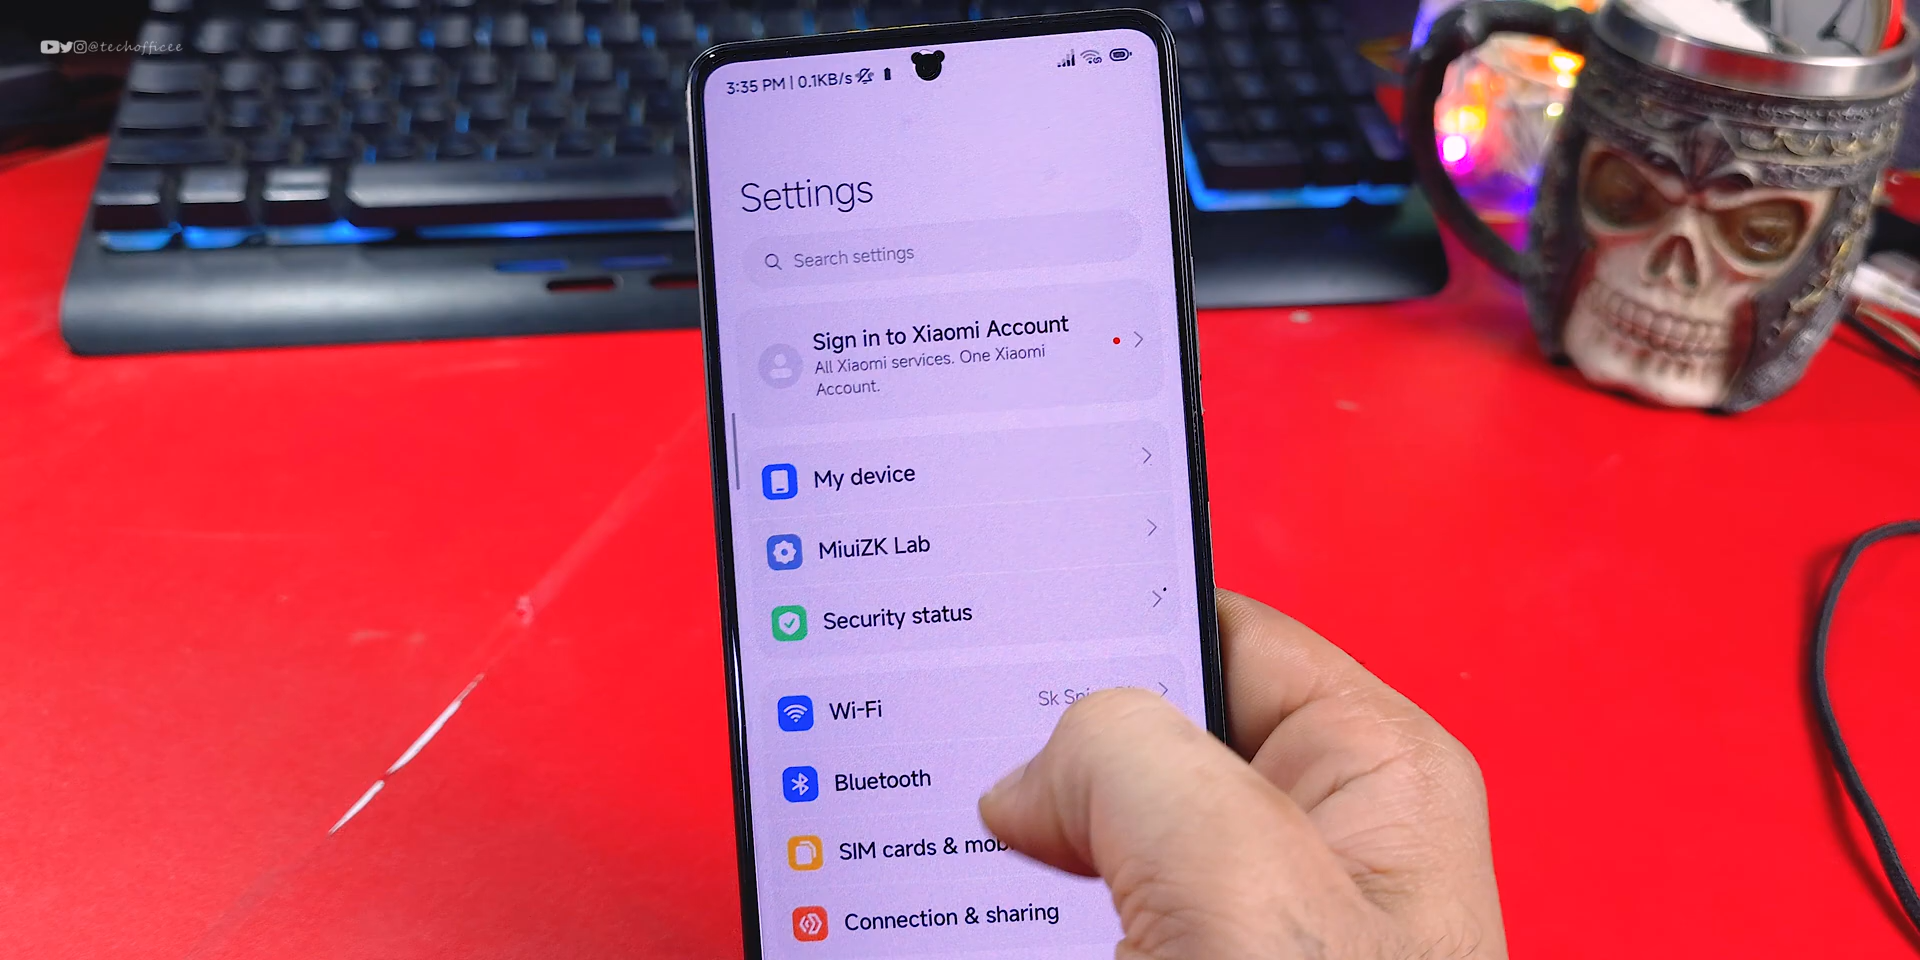 @techofficee
3:35 PM | 0.1KB/s
Settings
Search settings
Sign in to Xiaomi Account
All Xiaomi services. One Xiaomi
Account.
My device
MiuiZK Lab
Security status
Wi-Fi
Sk
Bluetooth
SIM cards &
Connection & sharing